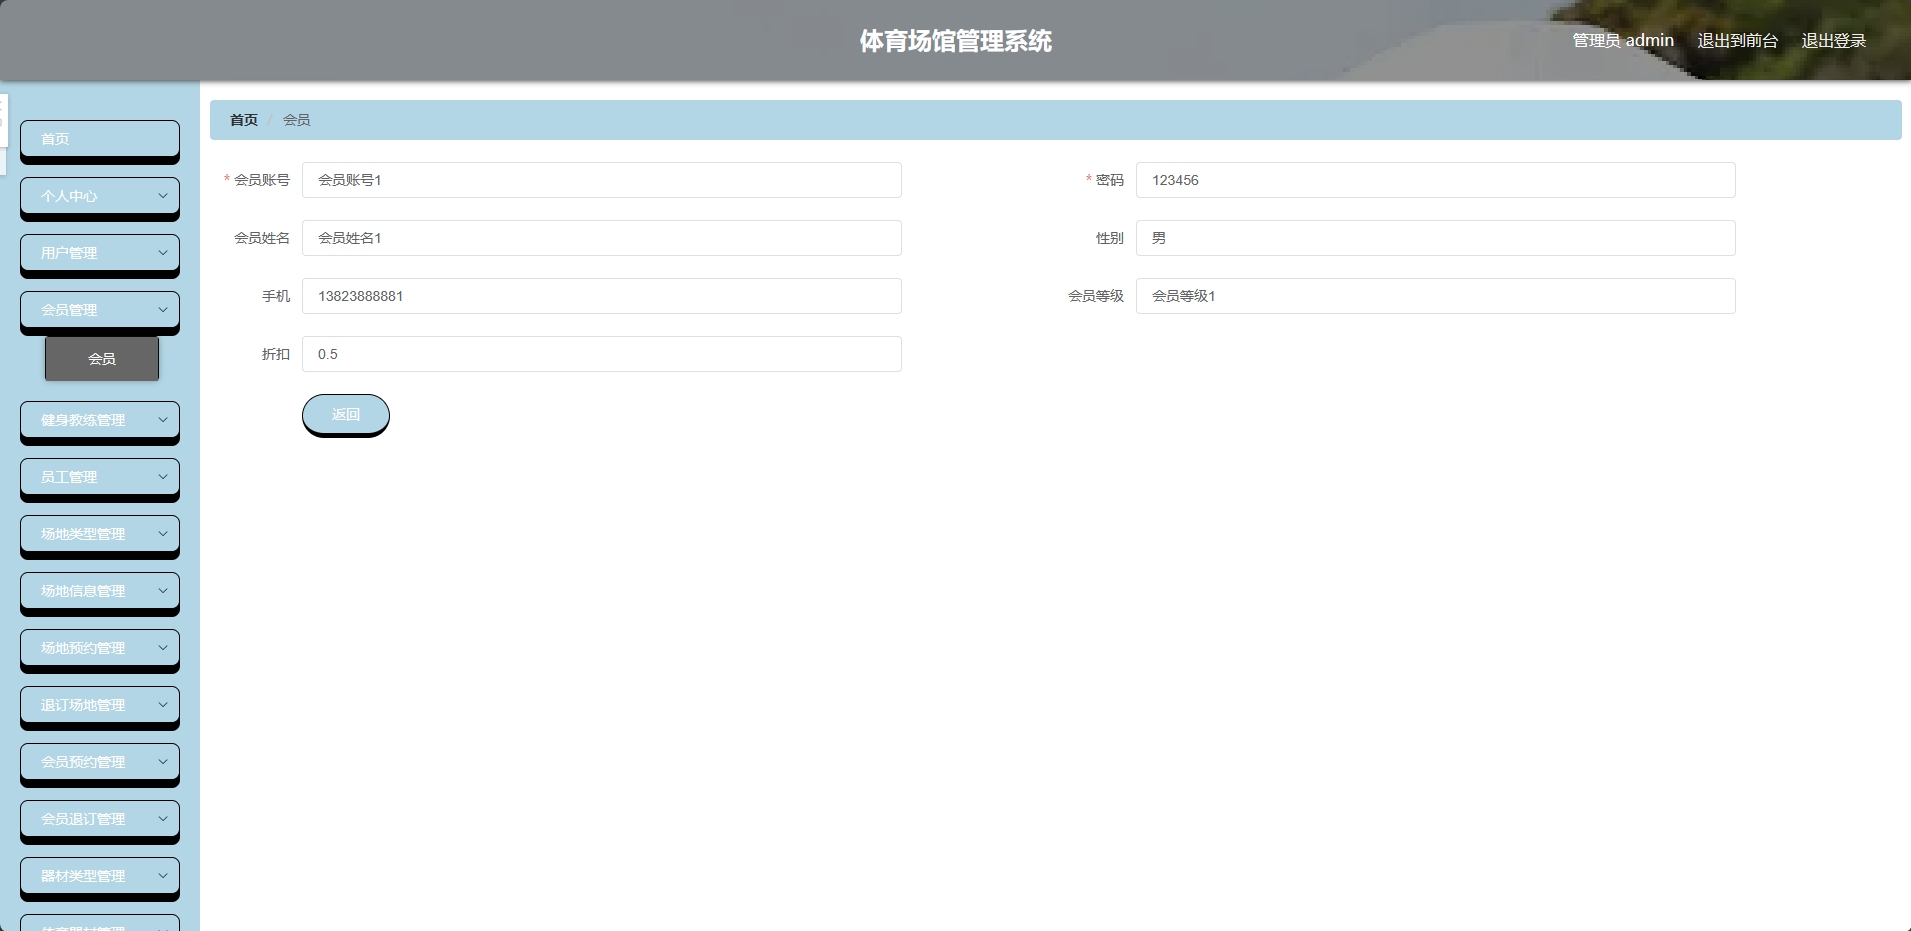 体育场馆管理系统
管理员 admin 退出到前台 退出登录
首页 / 会员
首页
个人中心
用户管理
会员管理
会员
健身教练管理
员工管理
场地类型管理
场地信息管理
场地预约管理
退订场地管理
会员预约管理
会员退订管理
器材类型管理
* 会员账号 会员账号1
* 密码 123456
会员姓名 会员姓名1
性别 男
手机 13823888881
会员等级 会员等级1
折扣 0.5
返回